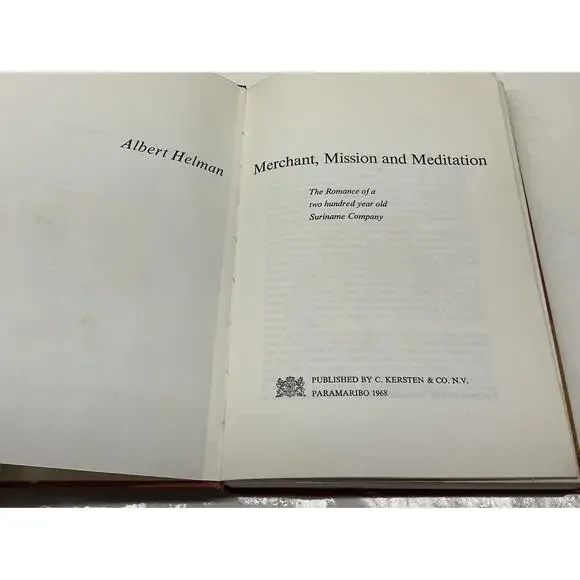 Albert Helman
Merchant, Mission and Meditation
The Romance of a
two hundred year old
Suriname Company
PUBLISHED BY C. KERSTEN & CO. N.V.
PARAMARIBO 1968